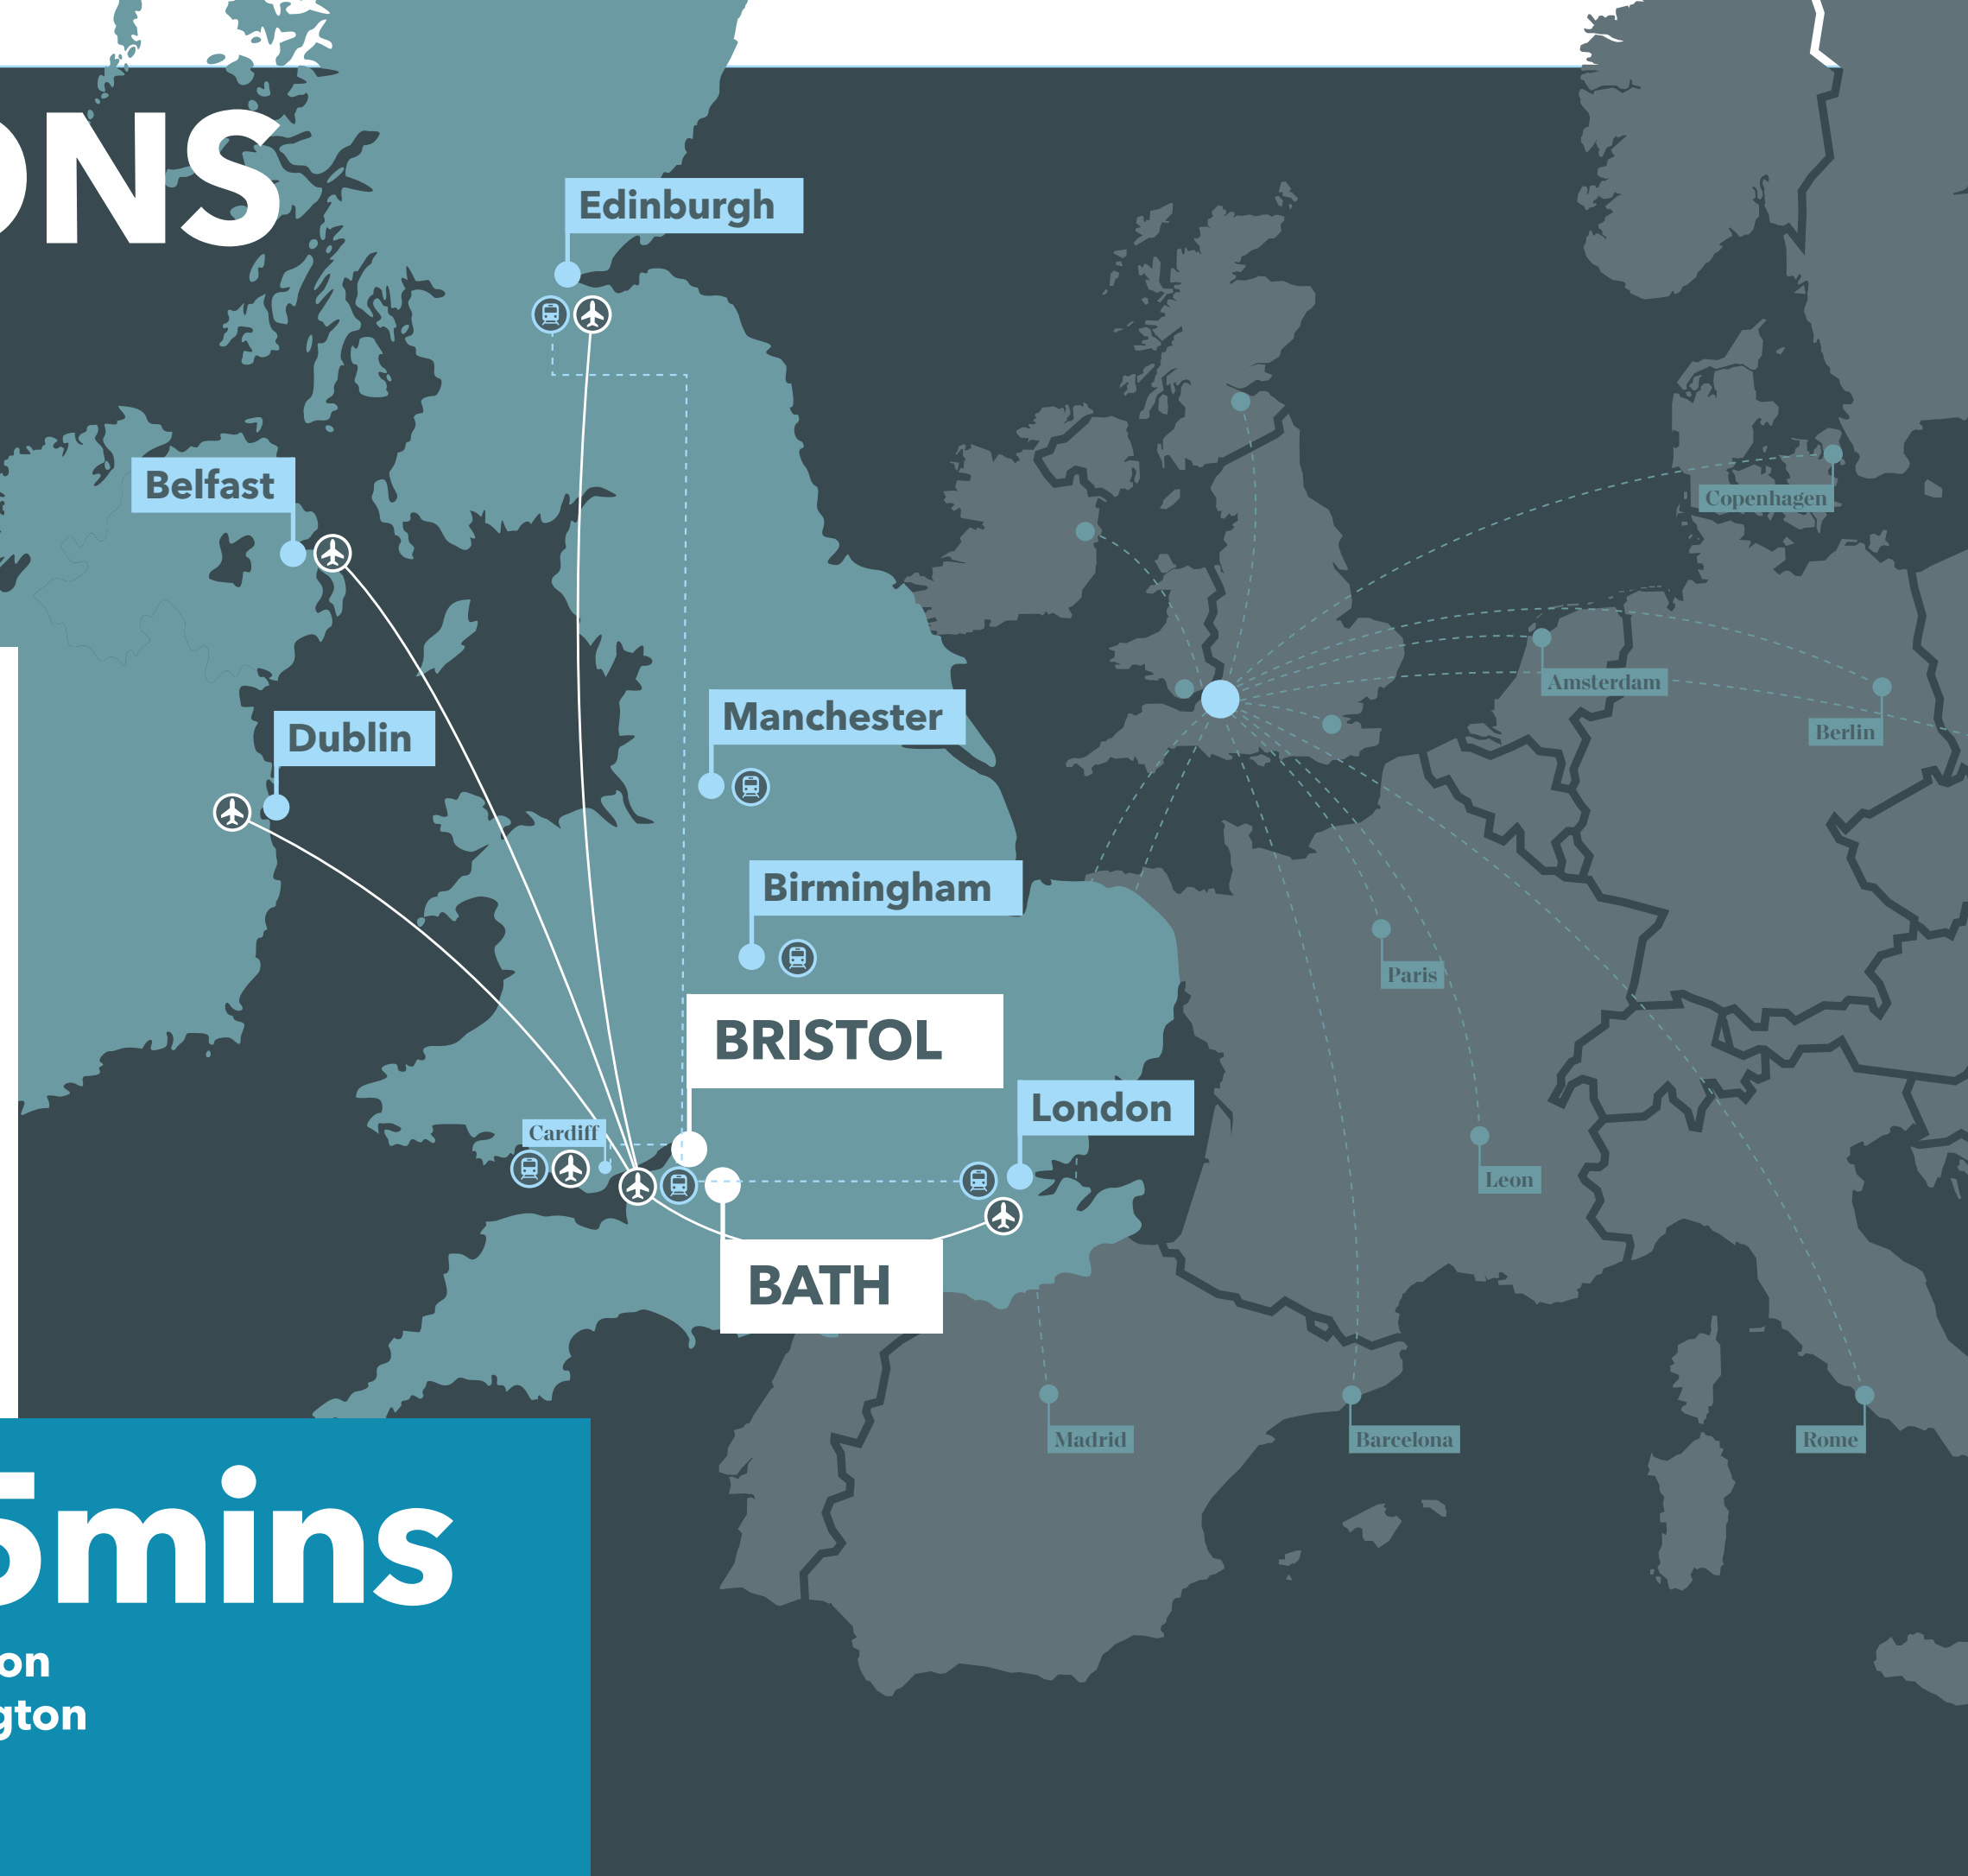 ONS
Edinburgh
Belfast
Copenhagen
Amsterdam
Manchester
Dublin
Berlin
Birmingham
Paris
BRISTOL
London
Cardiff
Leon
BATH
Madrid
Barcelona
Rome
5mins
on
gton